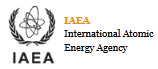 IAEA
IAEA
International Atomic
Energy Agency